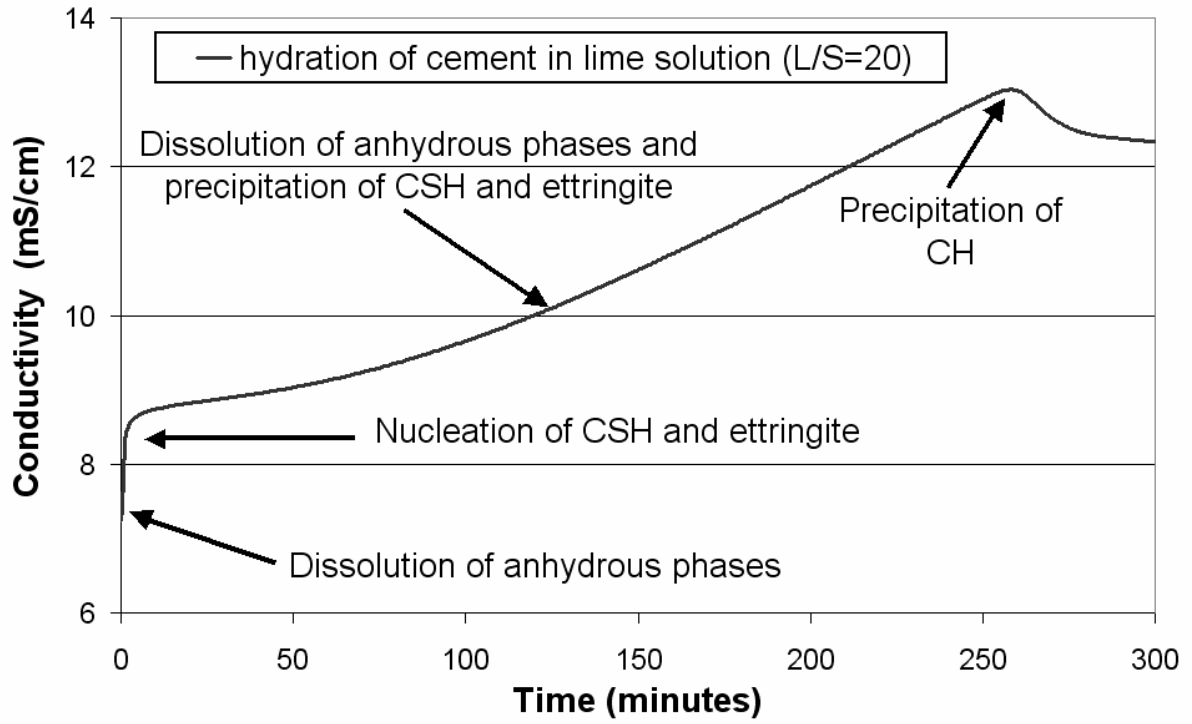 14
hydration of cement in lime solution (L/S=20)
Dissolution of anhydrous phases and
precipitation of CSH and ettringite
12
Precipitation of
CH
10
Nucleation of CSH and ettringite
8
Dissolution of anhydrous phases
6
0 50 100 150 200 250 300
Time (minutes)
Conductivity (mS/cm)